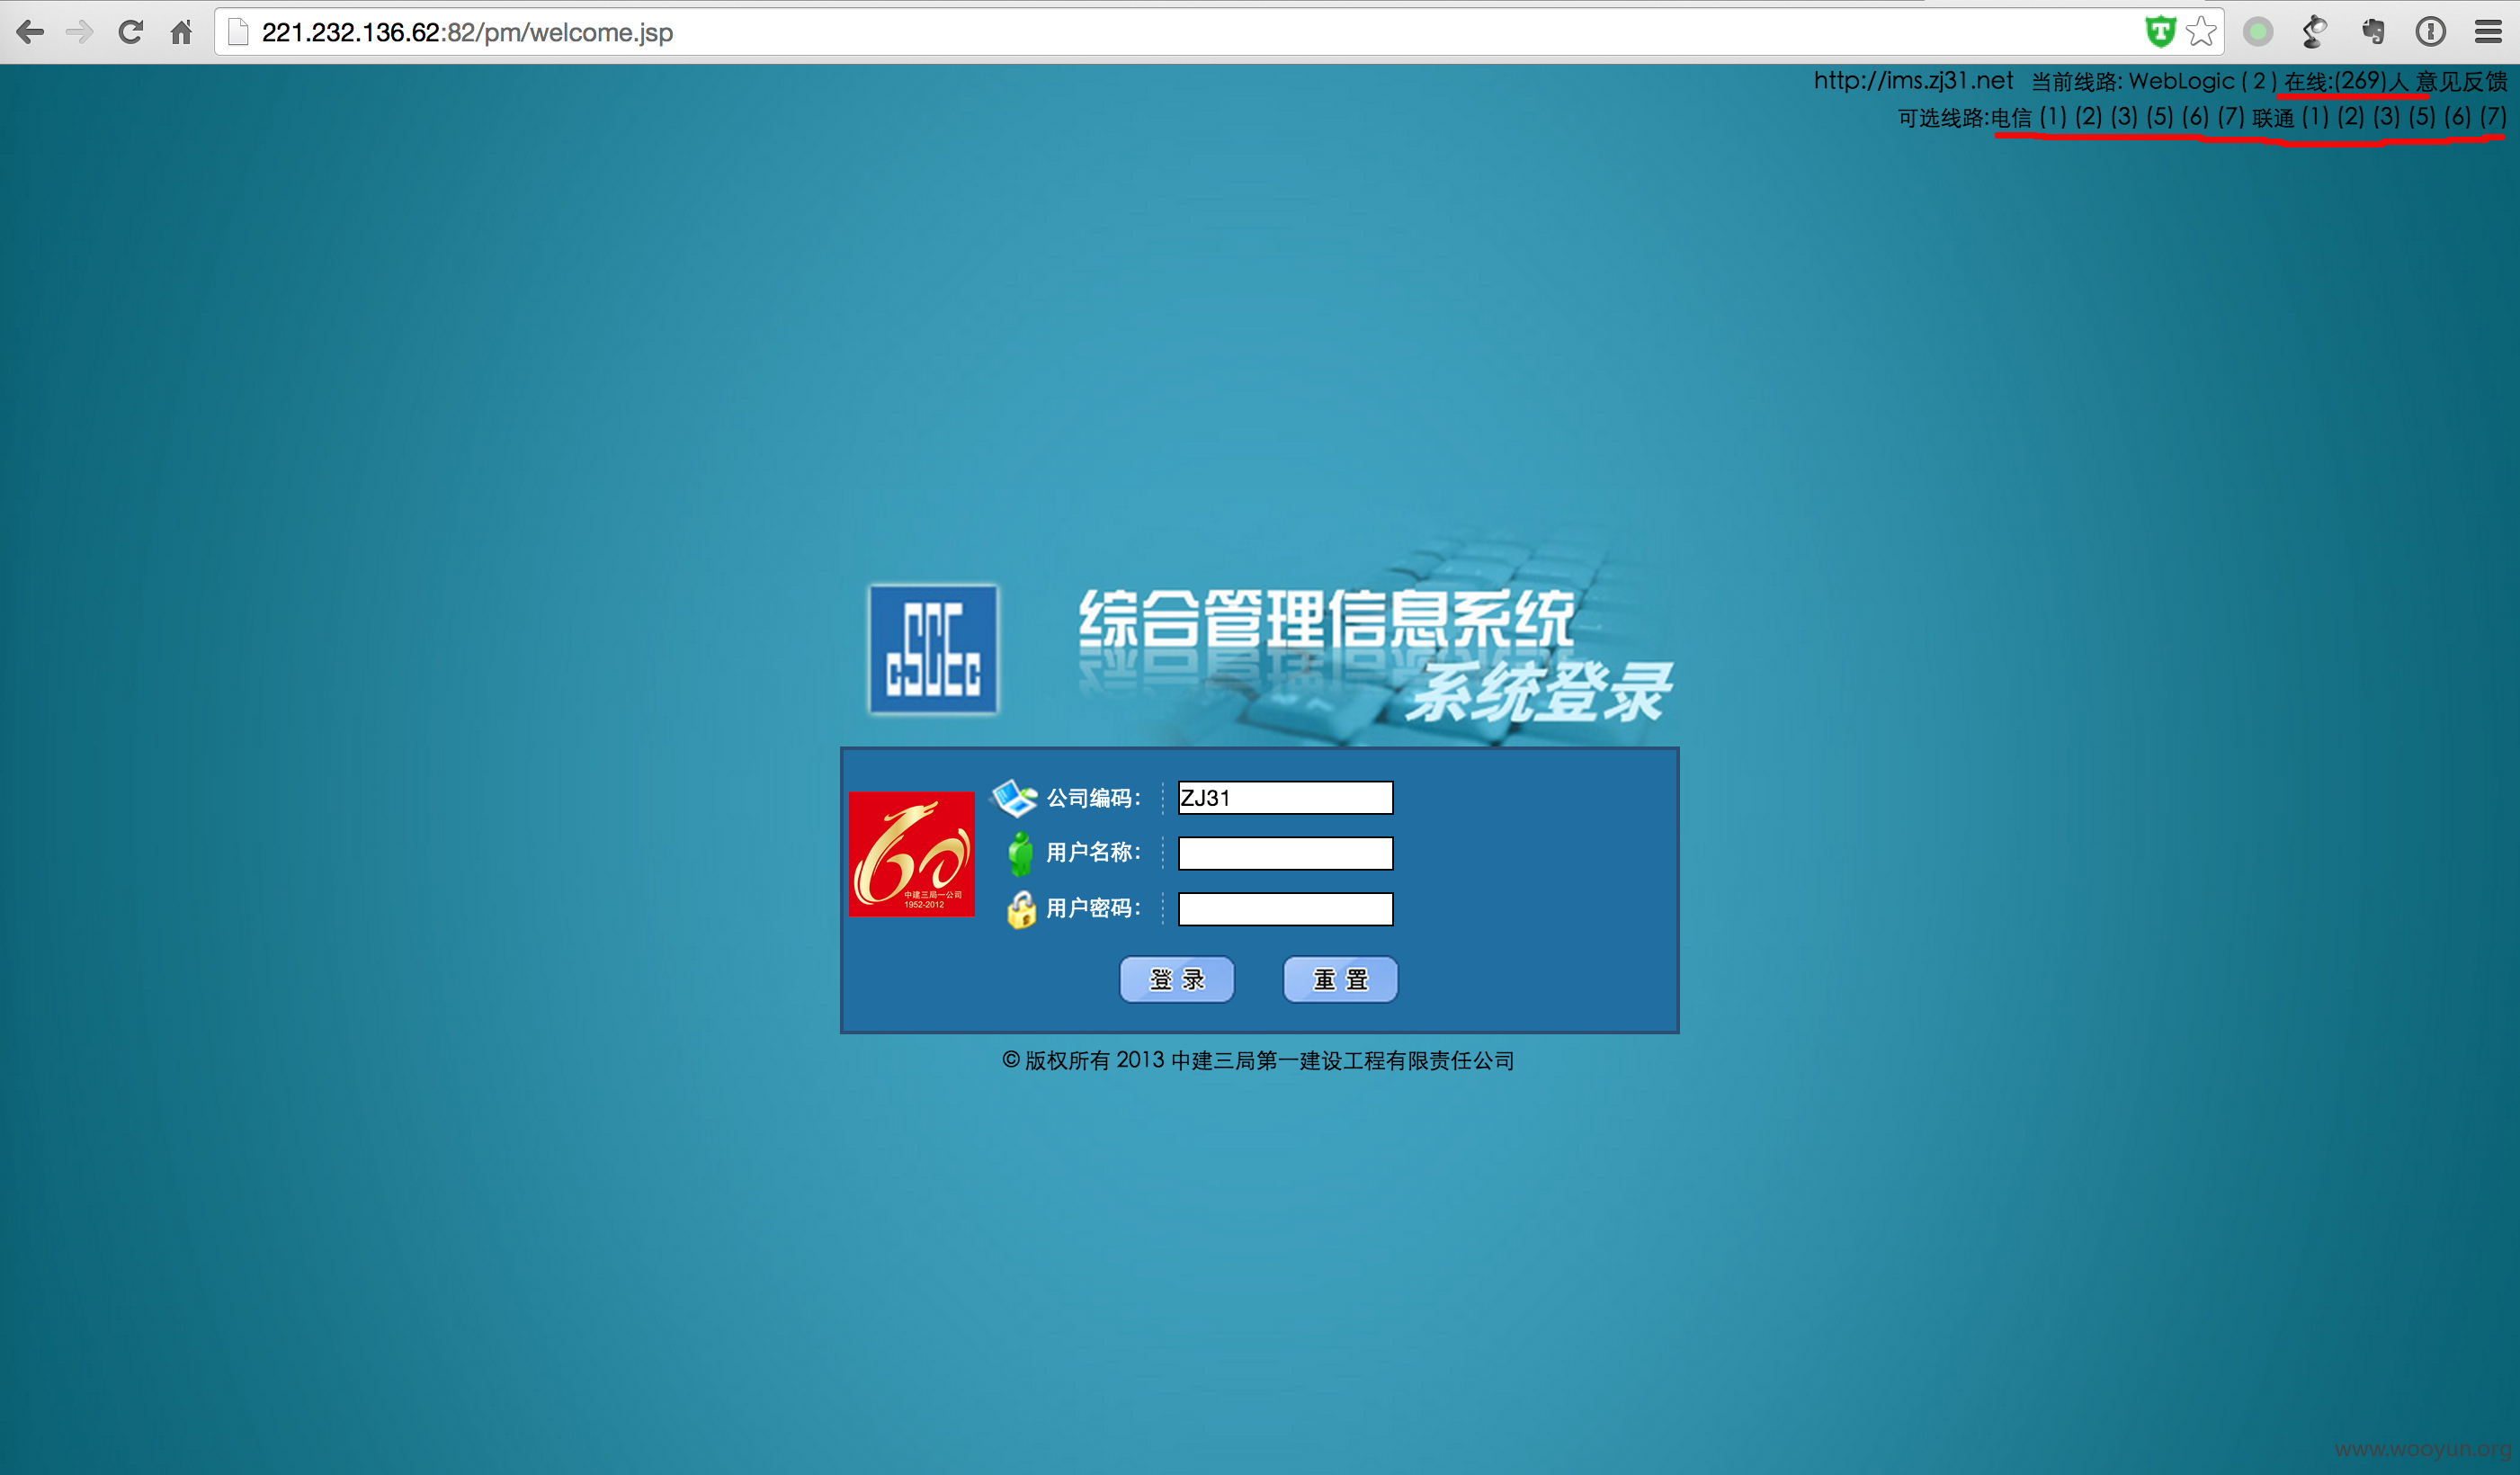 221.232.136.62:82/pm/welcome.jsp
http://ims.zj31.net 当前线路: WebLogic ( 2 ) 在线:(269)人 意见反馈
可选线路:电信 (1) (2) (3) (5) (6) (7) 联通 (1) (2) (3) (5) (6) (7)
CSCEC
综合管理信息系统
系统登录
公司编码： ZJ31
60
中建三局一公司
1952-2012
用户名称：
用户密码：
登 录 重 置
© 版权所有 2013 中建三局第一建设工程有限责任公司
www.wooyun.org